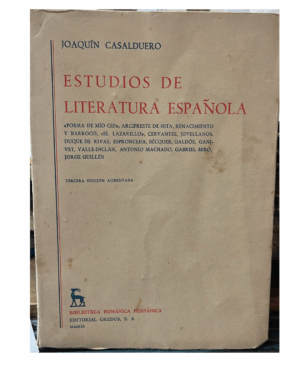 JOAQUÍN CASALDUERO
ESTUDIOS DE
LITERATURA ESPAÑOLA
«POEMA DE MÍO CID», ARCIPRESTE DE HITA, RENACIMIENTO
Y BARROCO, «EL LAZARILLO», CERVANTES, JOVELLANOS,
DUQUE DE RIVAS, ESPRONCEDA, BÉCQUER, GALDÓS, GANI-
VET, VALLE-INCLÁN, ANTONIO MACHADO, GABRIEL MIRÓ,
JORGE GUILLÉN
TERCERA EDICIÓN AUMENTADA
BIBLIOTECA ROMÁNICA HISPÁNICA
EDITORIAL GREDOS, S. A.
MADRID